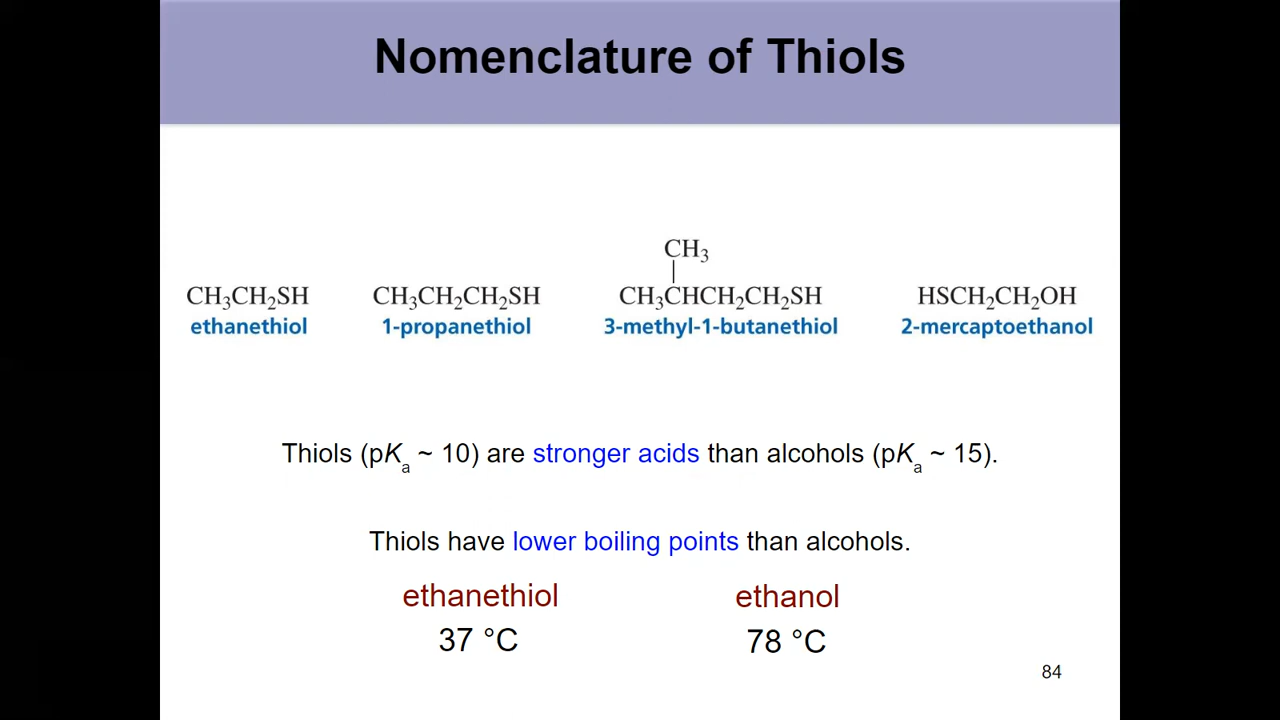 Nomenclature of Thiols
CH₃
CH₃CH₂SH CH₃CH₂CH₂SH CH₃CHCH₂CH₂SH HSCH₂CH₂OH
ethanethiol 1-propanethiol 3-methyl-1-butanethiol 2-mercaptoethanol
Thiols (pKₐ ~ 10) are stronger acids than alcohols (pKₐ ~ 15).
Thiols have lower boiling points than alcohols.
ethanethiol ethanol
37 °C 78 °C
84